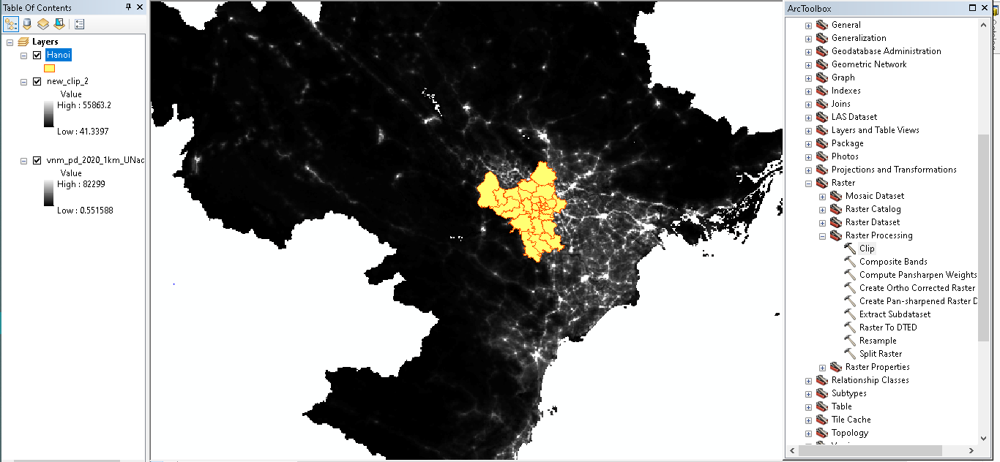 Table Of Contents
Layers
Hanoi
new_clip_2
Value
High : 55863.2
Low : 41.3397
vnm_pd_2020_1km_UNac
Value
High : 82299
Low : 0.551588
ArcToolbox
General
Generalization
Geodatabase Administration
Geometric Network
Graph
Indexes
Joins
LAS Dataset
Layers and Table Views
Package
Photos
Projections and Transformations
Raster
Mosaic Dataset
Raster Catalog
Raster Dataset
Raster Processing
Clip
Composite Bands
Compute Pansharpen Weights
Create Ortho Corrected Raster
Create Pan-sharpened Raster D
Extract Subdataset
Raster To DTED
Resample
Split Raster
Raster Properties
Relationship Classes
Subtypes
Table
Tile Cache
Topology